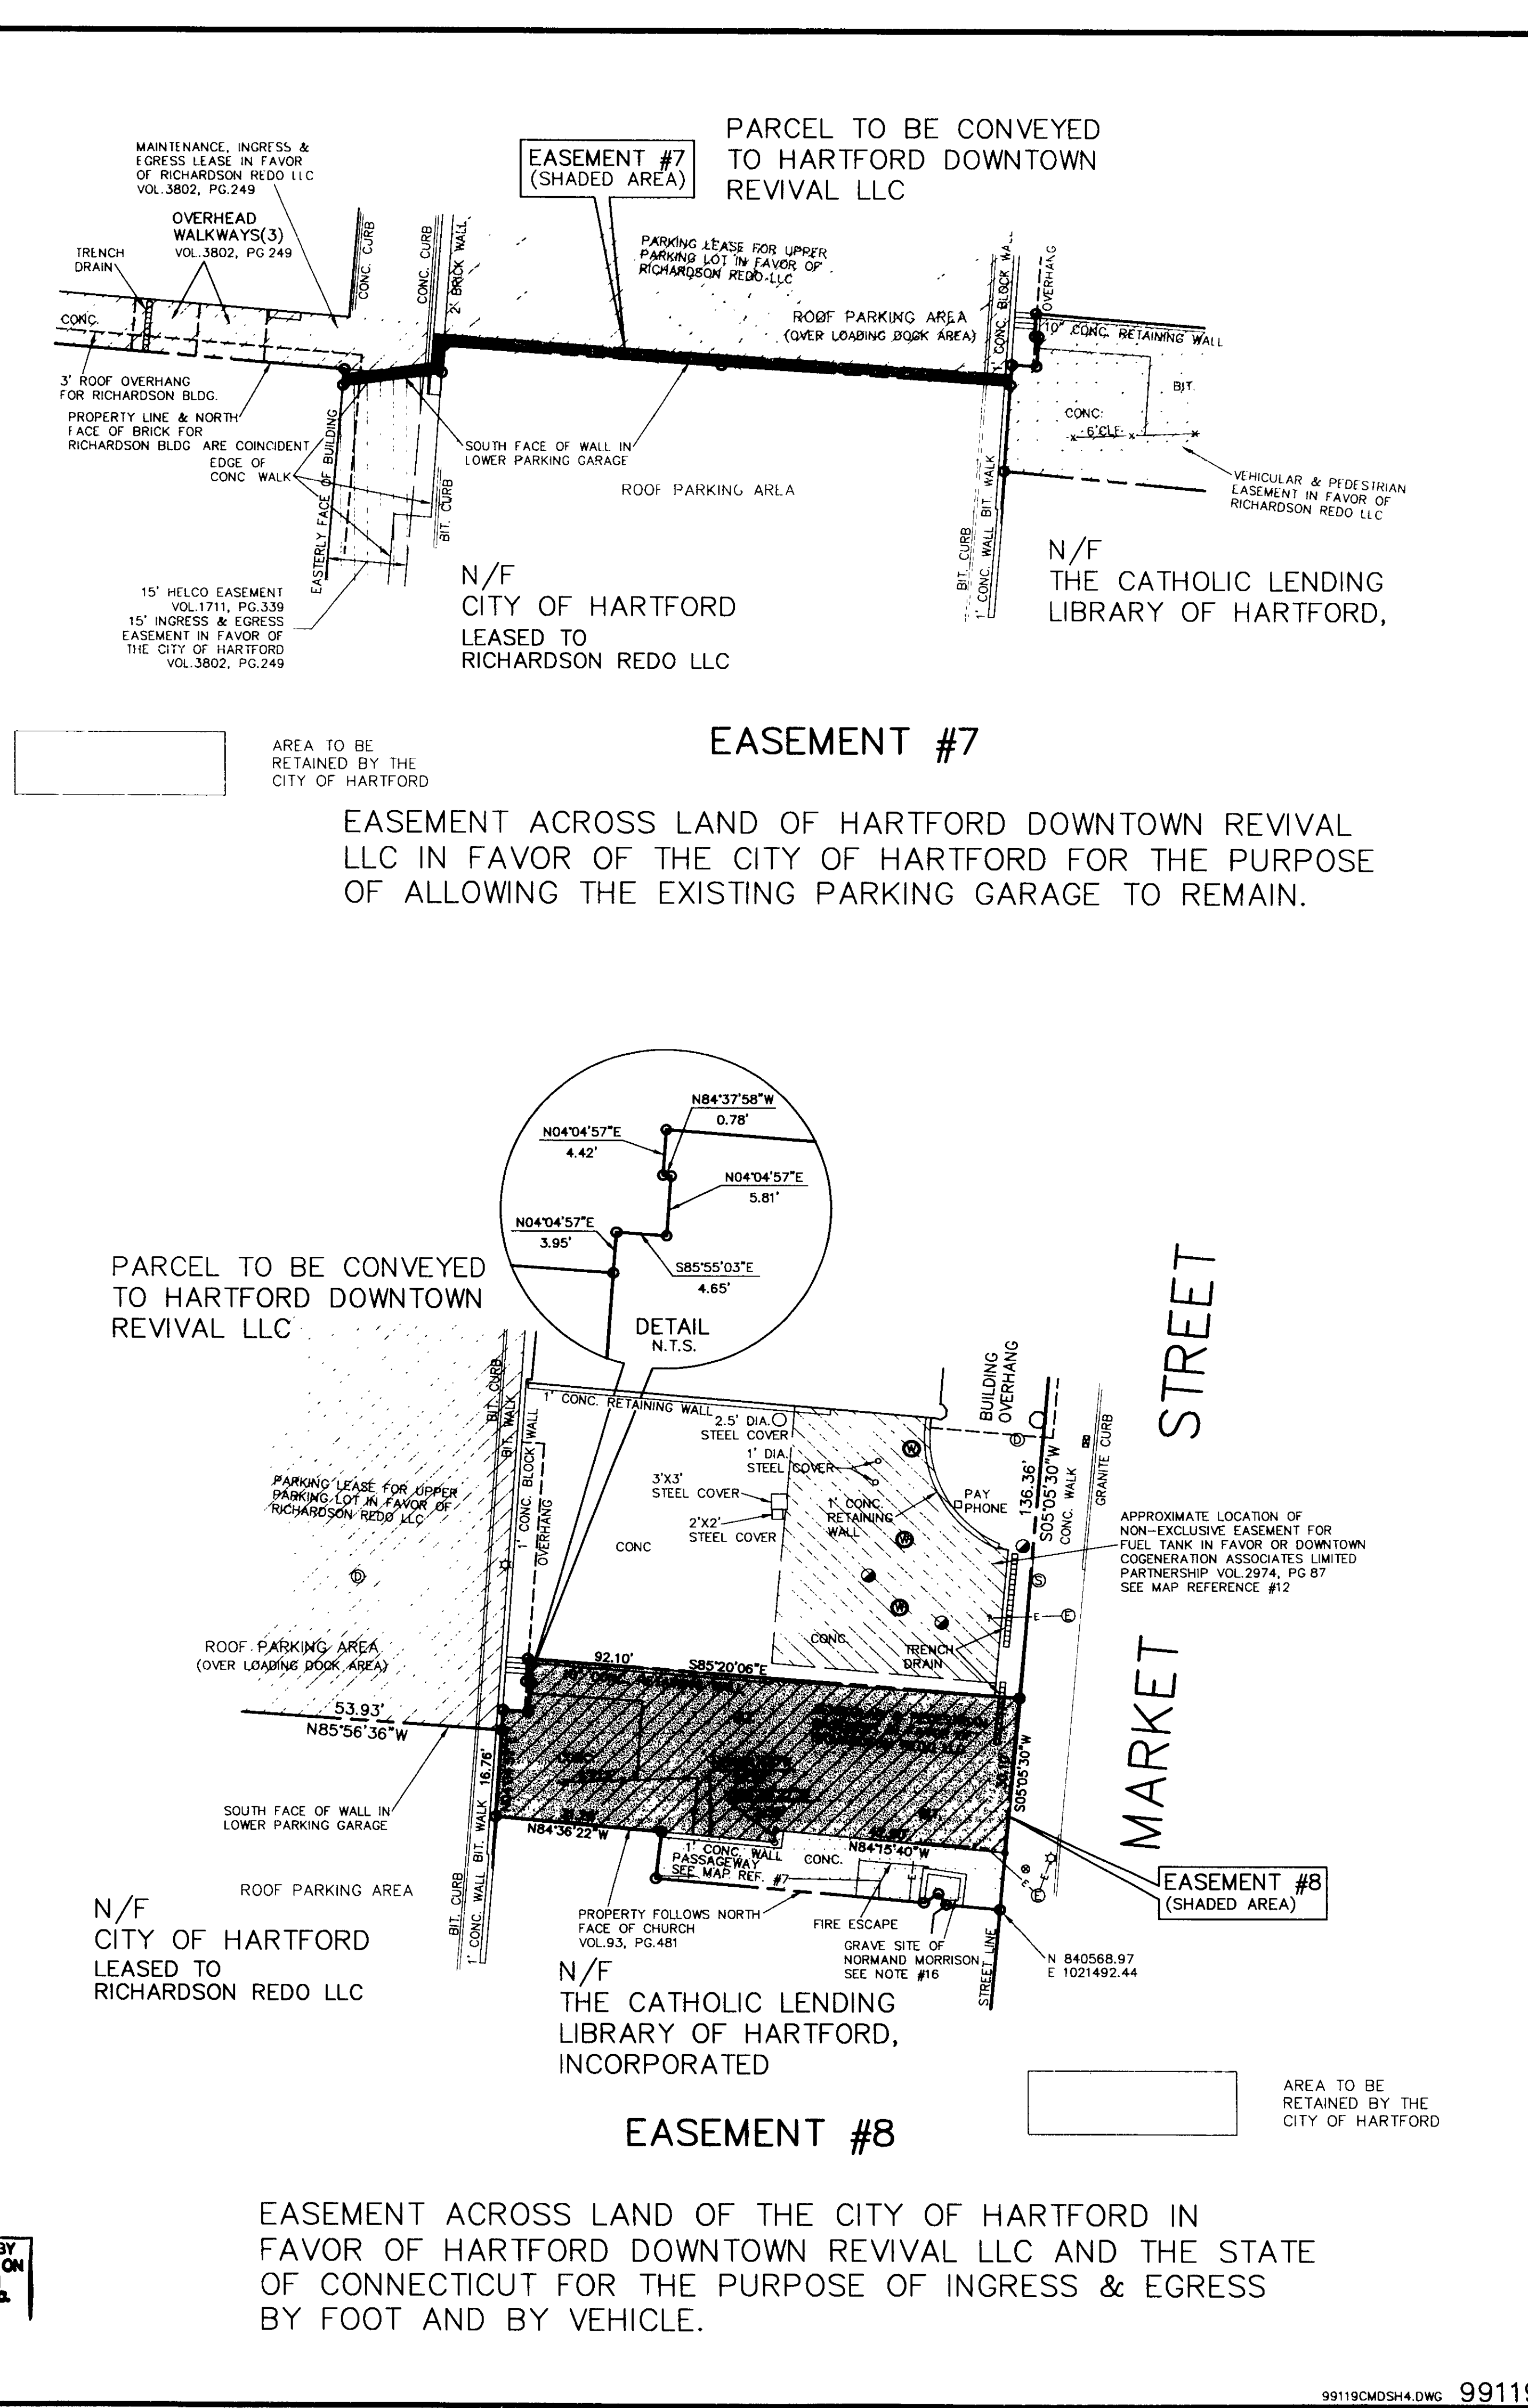 PARCEL TO BE CONVEYED
TO HARTFORD DOWNTOWN
REVIVAL LLC
EASEMENT #7
(SHADED AREA)
MAINTENANCE, INGRESS &
EGRESS LEASE IN FAVOR
OF RICHARDSON REDO LLC
VOL.3802, PG.249
OVERHEAD
WALKWAYS(3)
VOL.3802, PG 249
TRENCH
DRAIN
CONC. CURB
CONC. CURB
2' BRICK WALL
PARKING LEASE FOR UPPER
PARKING LOT IN FAVOR OF
RICHARDSON REDO LLC
ROOF PARKING AREA
(OVER LOADING DOCK AREA)
1' CONC. BLOCK WALL
OVERHANG
10" CONC. RETAINING WALL
CONC.
3' ROOF OVERHANG
FOR RICHARDSON BLDG.
PROPERTY LINE & NORTH
FACE OF BRICK FOR
RICHARDSON BLDG ARE COINCIDENT
EDGE OF
CONC WALK
EASTERLY FACE OF BUILDING
BIT. CURB
SOUTH FACE OF WALL IN
LOWER PARKING GARAGE
ROOF PARKING AREA
BIT.
CONC.
6'CLF
VEHICULAR & PEDESTRIAN
EASEMENT IN FAVOR OF
RICHARDSON REDO LLC
BIT. CURB
1' CONC. WALL BIT. WALK
15' HELCO EASEMENT
VOL.1711, PG.339
15' INGRESS & EGRESS
EASEMENT IN FAVOR OF
THE CITY OF HARTFORD
VOL.3802, PG.249
N/F
CITY OF HARTFORD
LEASED TO
RICHARDSON REDO LLC
N/F
THE CATHOLIC LENDING
LIBRARY OF HARTFORD,
AREA TO BE
RETAINED BY THE
CITY OF HARTFORD
EASEMENT #7
EASEMENT ACROSS LAND OF HARTFORD DOWNTOWN REVIVAL
LLC IN FAVOR OF THE CITY OF HARTFORD FOR THE PURPOSE
OF ALLOWING THE EXISTING PARKING GARAGE TO REMAIN.
N84°37'58"W
0.78'
N04°04'57"E
4.42'
N04°04'57"E
5.81'
N04°04'57"E
3.95'
S85°55'03"E
4.65'
DETAIL
N.T.S.
PARCEL TO BE CONVEYED
TO HARTFORD DOWNTOWN
REVIVAL LLC
MARKET STREET
BIT. CURB
BIT. WALK
1' CONC. BLOCK WALL
OVERHANG
1' CONC. RETAINING WALL
2.5' DIA.
STEEL COVER
1' DIA.
STEEL COVER
3'X3'
STEEL COVER
2'X2'
STEEL COVER
1' CONC.
RETAINING
WALL
PAY
PHONE
BUILDING
OVERHANG
136.36'
S05°05'30"W
CONC. WALK
GRANITE CURB
APPROXIMATE LOCATION OF
NON-EXCLUSIVE EASEMENT FOR
FUEL TANK IN FAVOR OR DOWNTOWN
COGENERATION ASSOCIATES LIMITED
PARTNERSHIP VOL.2974, PG 87
SEE MAP REFERENCE #12
PARKING LEASE FOR UPPER
PARKING LOT IN FAVOR OF
RICHARDSON REDO LLC
D
D
W
W
W
S
E
E
CONC
CONC.
TRENCH
DRAIN
ROOF PARKING AREA
(OVER LOADING DOCK AREA)
92.10'
S85°20'06"E
53.93'
N85°56'36"W
16.76'
S05°05'30"W
SOUTH FACE OF WALL IN
LOWER PARKING GARAGE
N84°36'22"W
N84°15'40"W
1' CONC. WALL
PASSAGEWAY
SEE MAP. REF. #7
CONC.
EASEMENT #8
(SHADED AREA)
ROOF PARKING AREA
BIT. CURB
1' CONC. WALL BIT. WALK
PROPERTY FOLLOWS NORTH
FACE OF CHURCH
VOL.93, PG.481
FIRE ESCAPE
GRAVE SITE OF
NORMAND MORRISON
SEE NOTE #16
STREET LINE
N 840568.97
E 1021492.44
N/F
CITY OF HARTFORD
LEASED TO
RICHARDSON REDO LLC
N/F
THE CATHOLIC LENDING
LIBRARY OF HARTFORD,
INCORPORATED
AREA TO BE
RETAINED BY THE
CITY OF HARTFORD
EASEMENT #8
EASEMENT ACROSS LAND OF THE CITY OF HARTFORD IN
FAVOR OF HARTFORD DOWNTOWN REVIVAL LLC AND THE STATE
OF CONNECTICUT FOR THE PURPOSE OF INGRESS & EGRESS
BY FOOT AND BY VEHICLE.
BY
ON
99119CMDSH4.DWG
99119